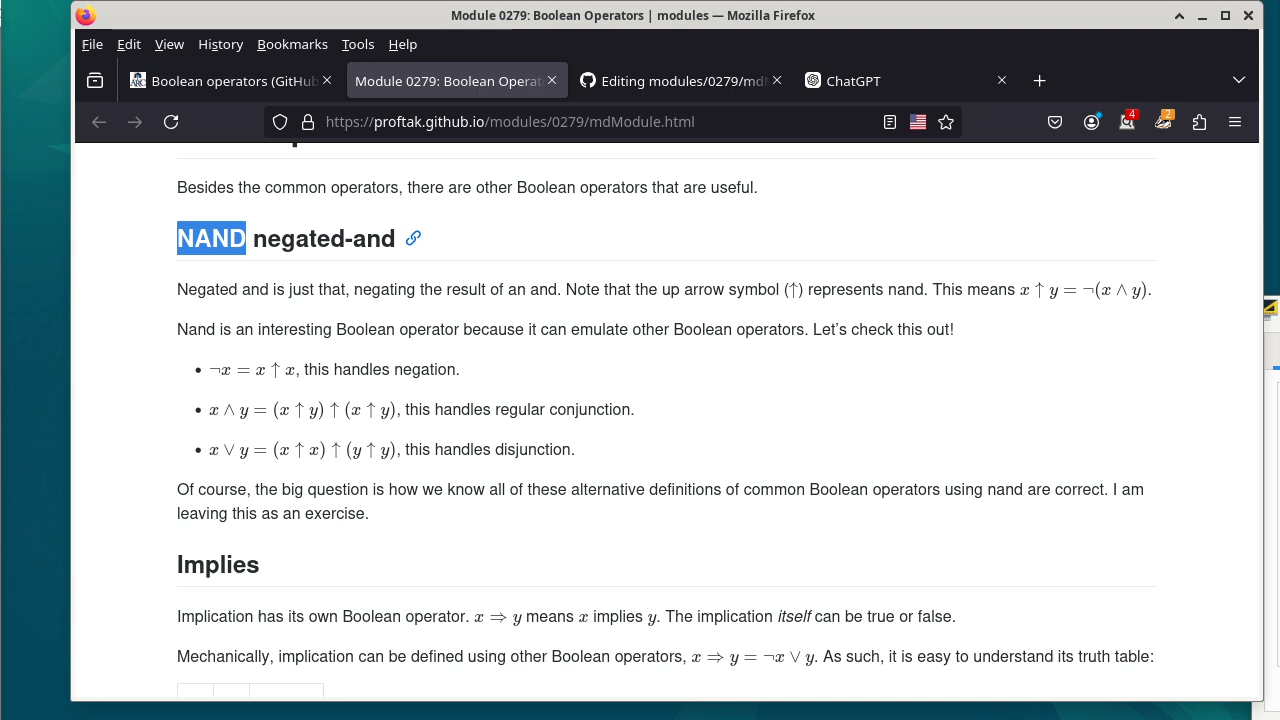 Module 0279: Boolean Operators | modules — Mozilla Firefox
File Edit View History Bookmarks Tools Help
Boolean operators (GitHub
Module 0279: Boolean Operat
Editing modules/0279/mdM
ChatGPT
https://proftak.github.io/modules/0279/mdModule.html
4
2
Besides the common operators, there are other Boolean operators that are useful.
NAND negated-and
Negated and is just that, negating the result of an and. Note that the up arrow symbol (↑) represents nand. This means x ↑ y = ¬(x ∧ y).
Nand is an interesting Boolean operator because it can emulate other Boolean operators. Let’s check this out!
• ¬x = x ↑ x, this handles negation.
• x ∧ y = (x ↑ y) ↑ (x ↑ y), this handles regular conjunction.
• x ∨ y = (x ↑ x) ↑ (y ↑ y), this handles disjunction.
Of course, the big question is how we know all of these alternative definitions of common Boolean operators using nand are correct. I am
leaving this as an exercise.
Implies
Implication has its own Boolean operator. x ⇒ y means x implies y. The implication itself can be true or false.
Mechanically, implication can be defined using other Boolean operators, x ⇒ y = ¬x ∨ y. As such, it is easy to understand its truth table: